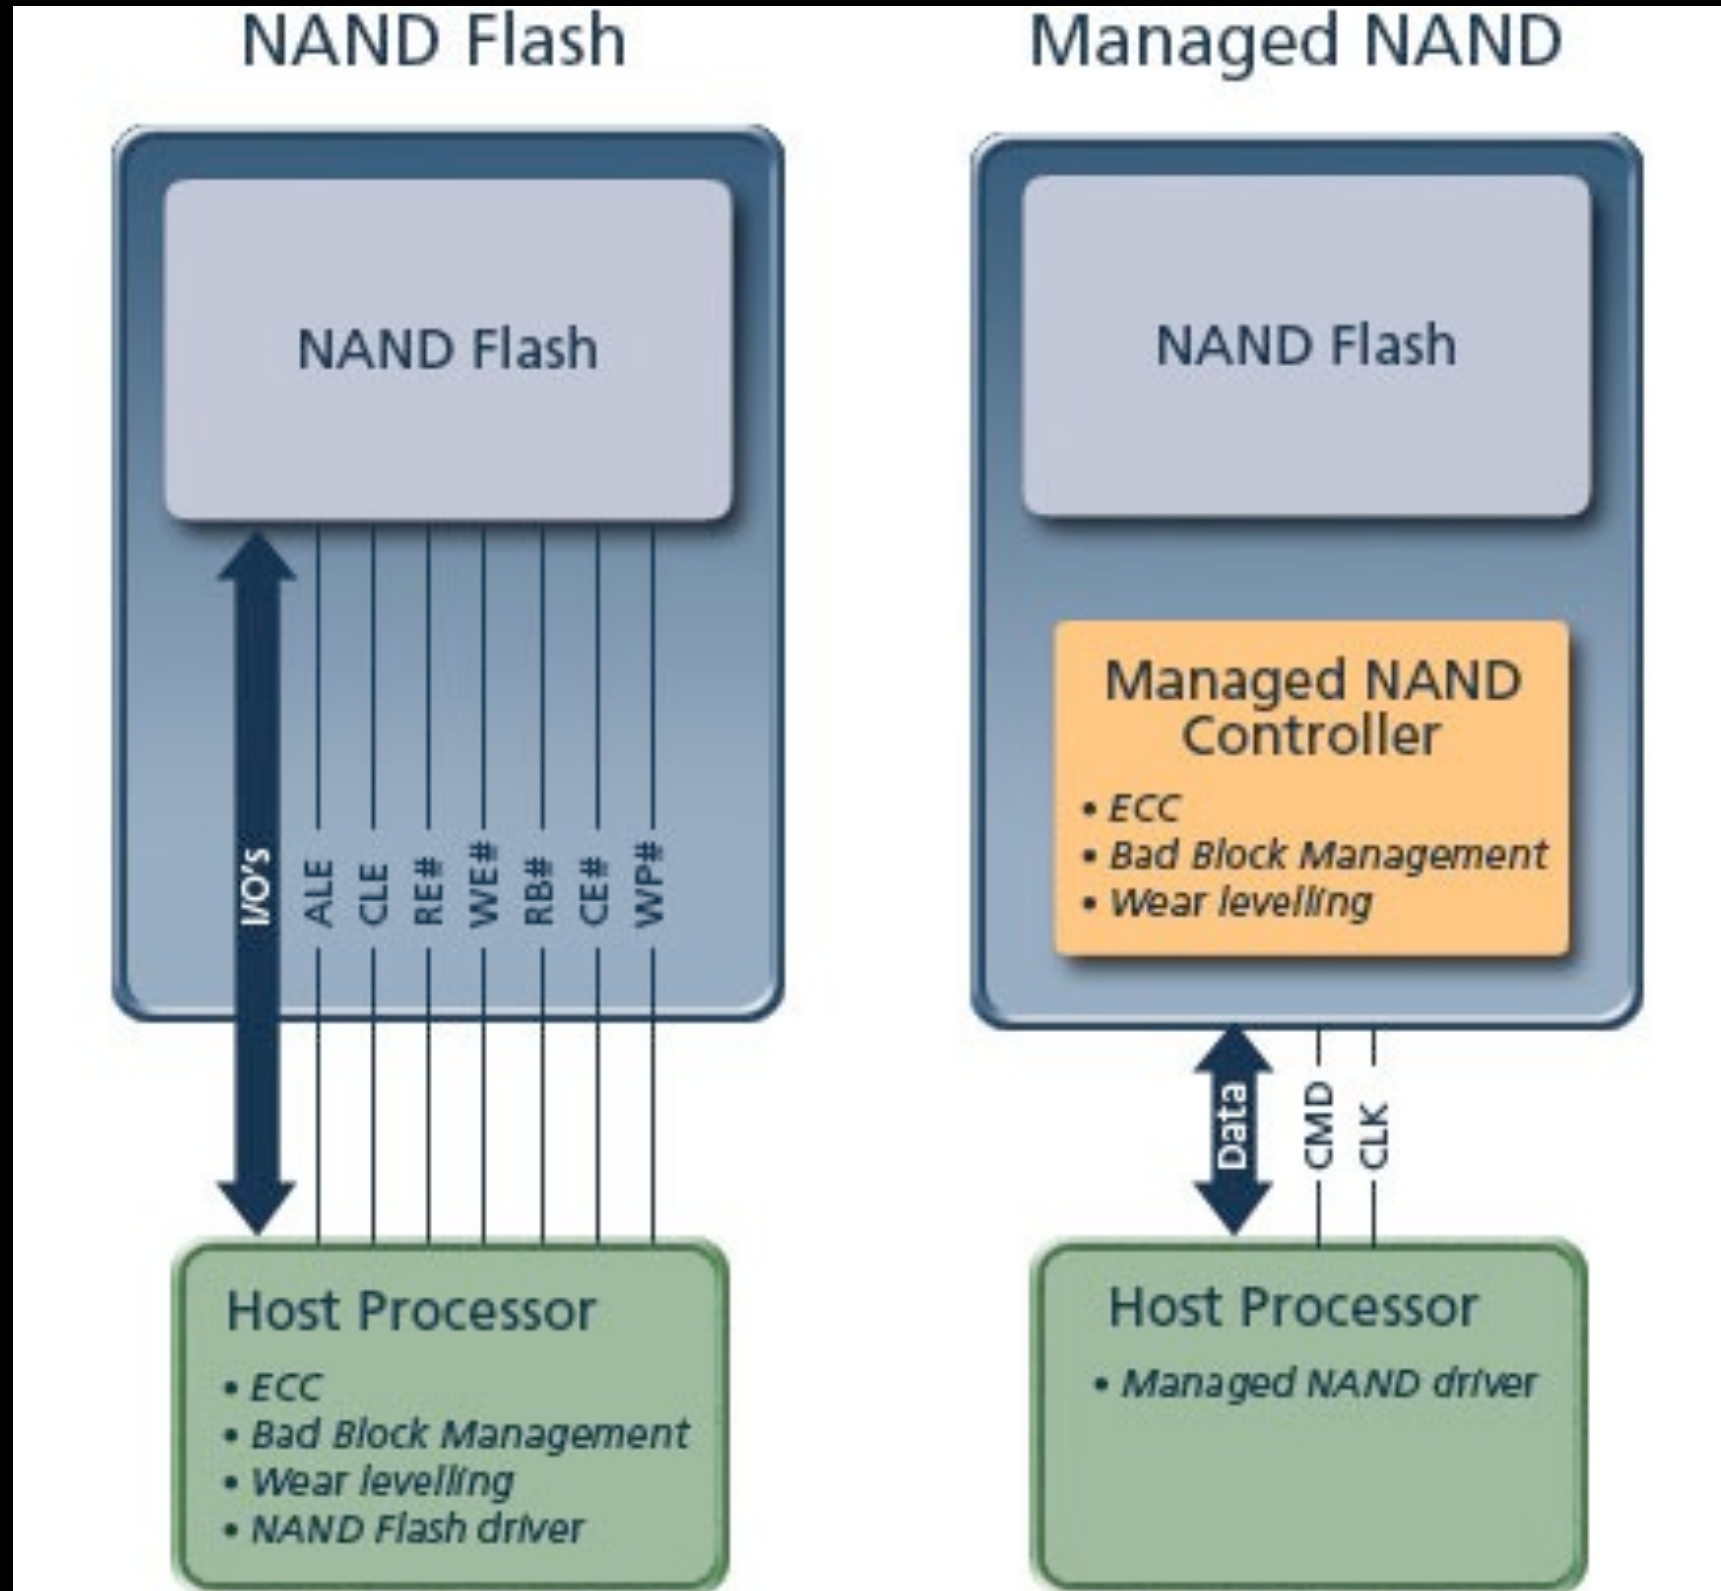 NAND Flash
NAND Flash
I/O's
ALE
CLE
RE#
WE#
RB#
CE#
WP#
Host Processor
• ECC
• Bad Block Management
• Wear levelling
• NAND Flash driver
Managed NAND
NAND Flash
Managed NAND
Controller
• ECC
• Bad Block Management
• Wear levelling
Data
CMD
CLK
Host Processor
• Managed NAND driver